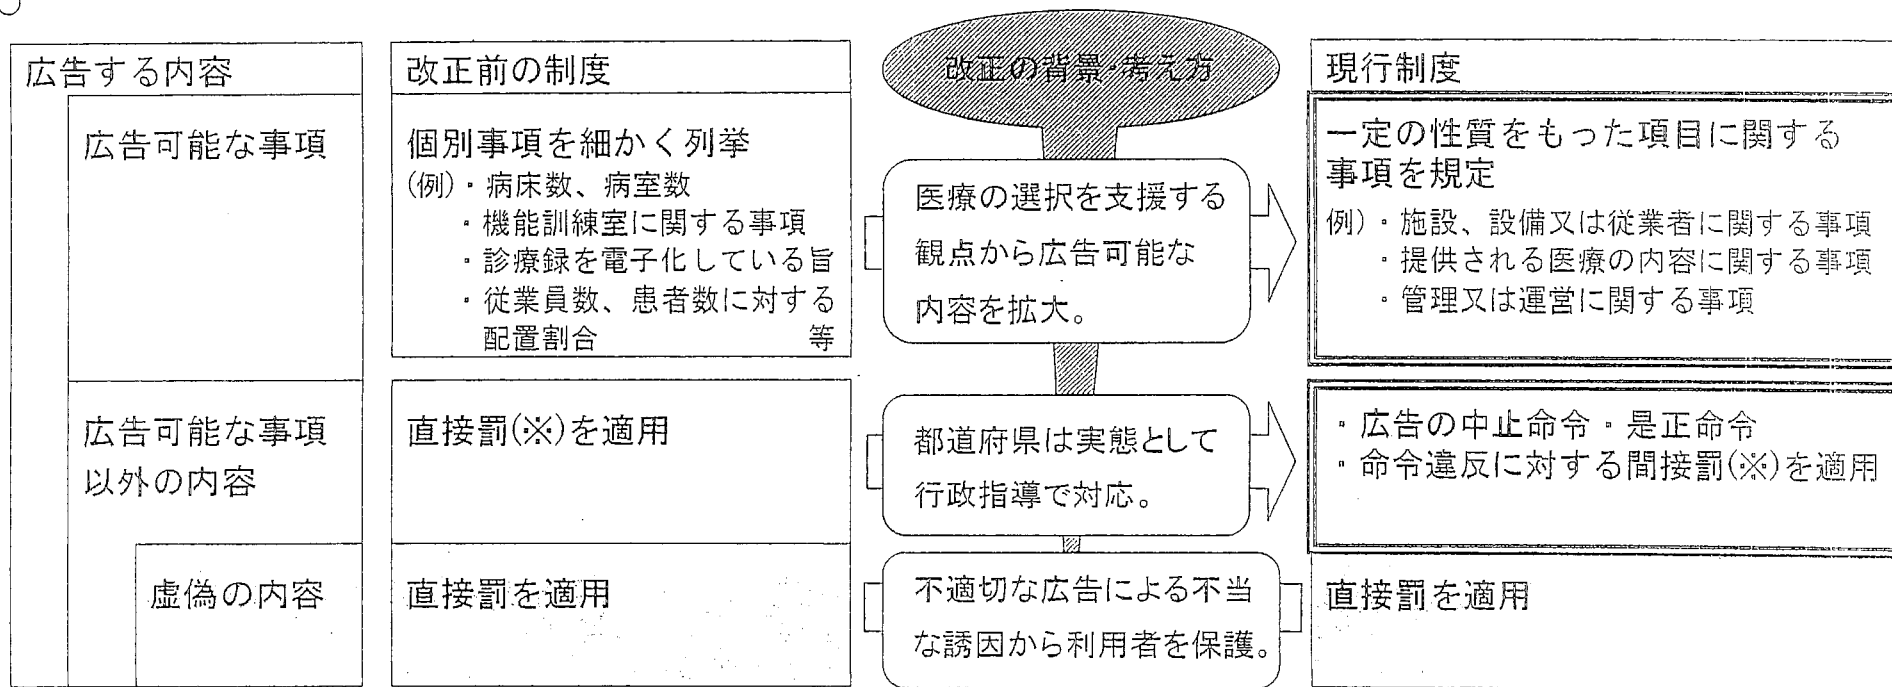 広告する内容
改正前の制度
改正の背景・考え方
現行制度
広告可能な事項
個別事項を細かく列挙
(例)・病床数、病室数
・機能訓練室に関する事項
・診療録を電子化している旨
・従業員数、患者数に対する
配置割合 等
医療の選択を支援する
観点から広告可能な
内容を拡大。
一定の性質をもった項目に関する
事項を規定
例)・施設、設備又は従業者に関する事項
・提供される医療の内容に関する事項
・管理又は運営に関する事項
広告可能な事項
以外の内容
直接罰(※)を適用
都道府県は実態として
行政指導で対応。
・広告の中止命令・是正命令
・命令違反に対する間接罰(※)を適用
虚偽の内容
直接罰を適用
不適切な広告による不当
な誘因から利用者を保護。
直接罰を適用